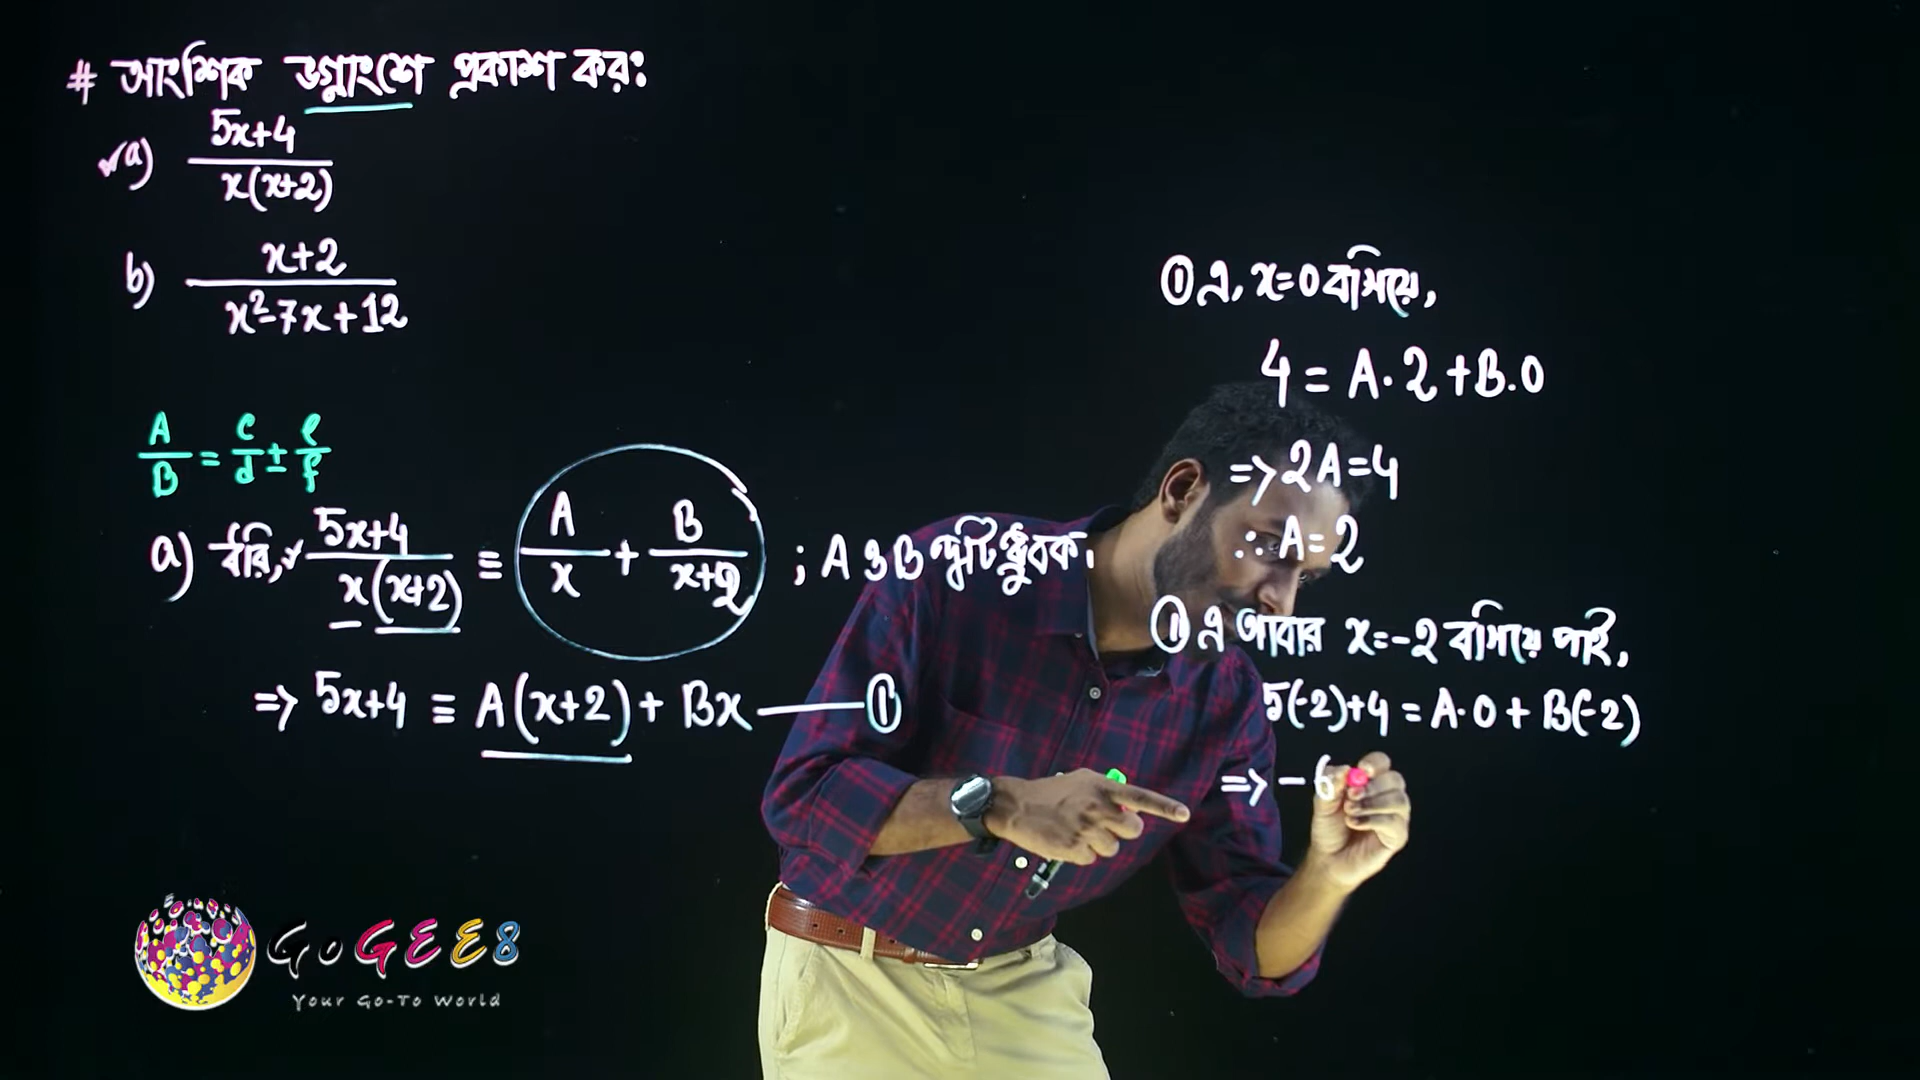 # আংশিক ভগ্নাংশে প্রকাশ কর:
a) 5x+4 / x(x+2)
b) x+2 / x²-7x+12
A/B = c/d ± e/f
a) ধরি, 5x+4 / x(x+2) ≡ A/x + B/x+2 ; A ও B দুটি ধ্রুবক।
=> 5x+4 ≡ A(x+2) + Bx —— ①
① এ, x=0 বসিয়ে,
4 = A·2 + B.0
=> 2A=4
∴ A=2
① এ আবার x=-2 বসিয়ে পাই,
5(-2)+4 = A·0 + B(-2)
=> -6
GoGEE8
Your Go-To World